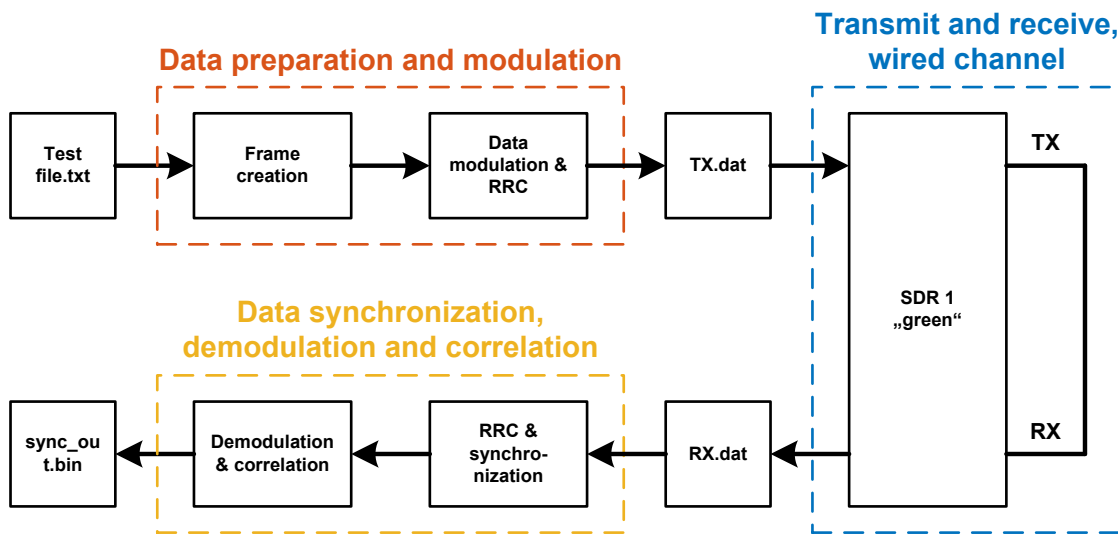 Transmit and receive,
wired channel
Data preparation and modulation
Test
file.txt
Frame
creation
Data
modulation &
RRC
TX.dat
TX
SDR 1
„green“
RX
Data synchronization,
demodulation and correlation
sync_ou
t.bin
Demodulation
& correlation
RRC &
synchro-
nization
RX.dat